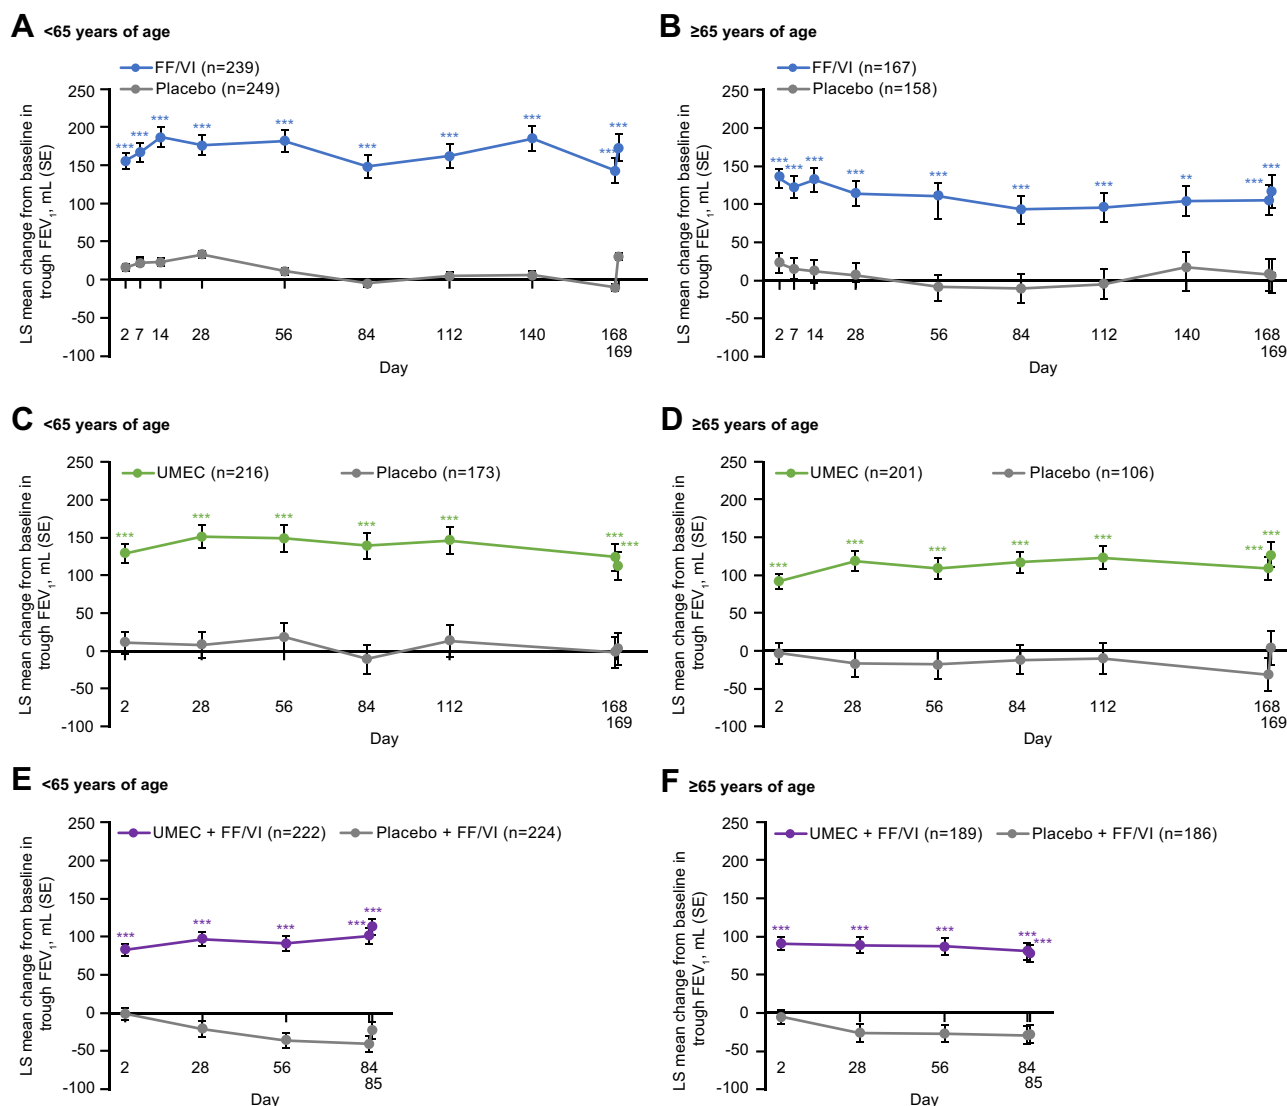 A <65 years of age
FF/VI (n=239)
Placebo (n=249)
LS mean change from baseline in
trough FEV1, mL (SE)
250
200
150
100
50
0
-50
-100
*** *** *** *** *** *** *** *** *** ***
2 7 14 28 56 84 112 140 168
169
Day
B ≥65 years of age
FF/VI (n=167)
Placebo (n=158)
LS mean change from baseline in
trough FEV1, mL (SE)
250
200
150
100
50
0
-50
-100
*** *** *** *** *** *** *** ** *** ***
2 7 14 28 56 84 112 140 168
169
Day
C <65 years of age
UMEC (n=216) Placebo (n=173)
LS mean change from baseline in
trough FEV1, mL (SE)
250
200
150
100
50
0
-50
-100
*** *** *** *** *** *** ***
2 28 56 84 112 168
169
Day
D ≥65 years of age
UMEC (n=201) Placebo (n=106)
LS mean change from baseline in
trough FEV1, mL (SE)
250
200
150
100
50
0
-50
-100
*** *** *** *** *** *** ***
2 28 56 84 112 168
169
Day
E <65 years of age
UMEC + FF/VI (n=222) Placebo + FF/VI (n=224)
LS mean change from baseline in
trough FEV1, mL (SE)
250
200
150
100
50
0
-50
-100
*** *** *** *** ***
2 28 56 84
85
Day
F ≥65 years of age
UMEC + FF/VI (n=189) Placebo + FF/VI (n=186)
LS mean change from baseline in
trough FEV1, mL (SE)
250
200
150
100
50
0
-50
-100
*** *** *** *** ***
2 28 56 84
85
Day